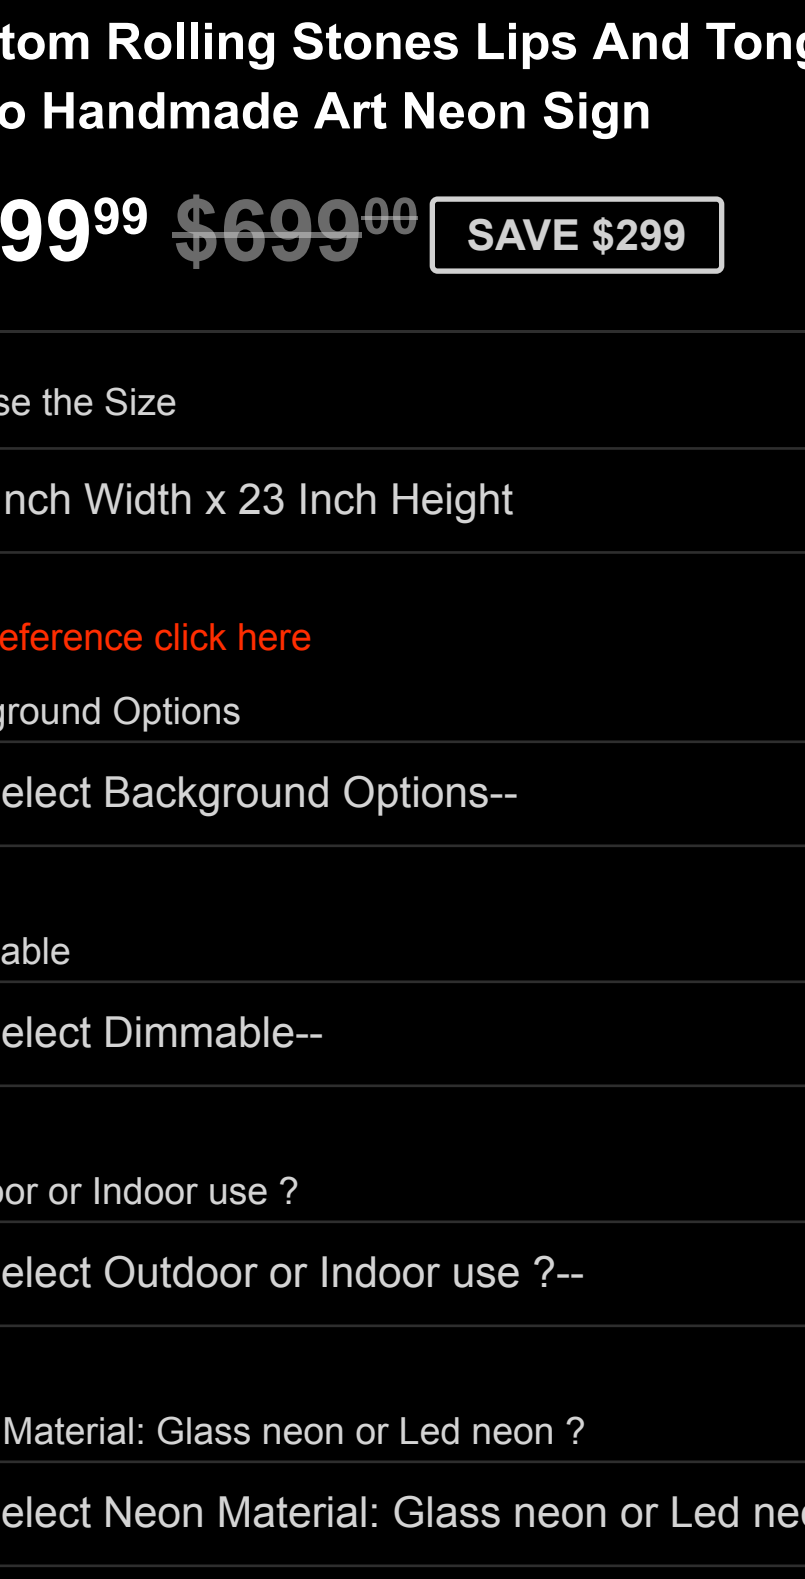 tom Rolling Stones Lips And Tong
o Handmade Art Neon Sign
99⁹⁹ $699⁰⁰ SAVE $299
se the Size
nch Width x 23 Inch Height
eference click here
ground Options
elect Background Options--
able
elect Dimmable--
oor or Indoor use ?
elect Outdoor or Indoor use ?--
Material: Glass neon or Led neon ?
elect Neon Material: Glass neon or Led neo